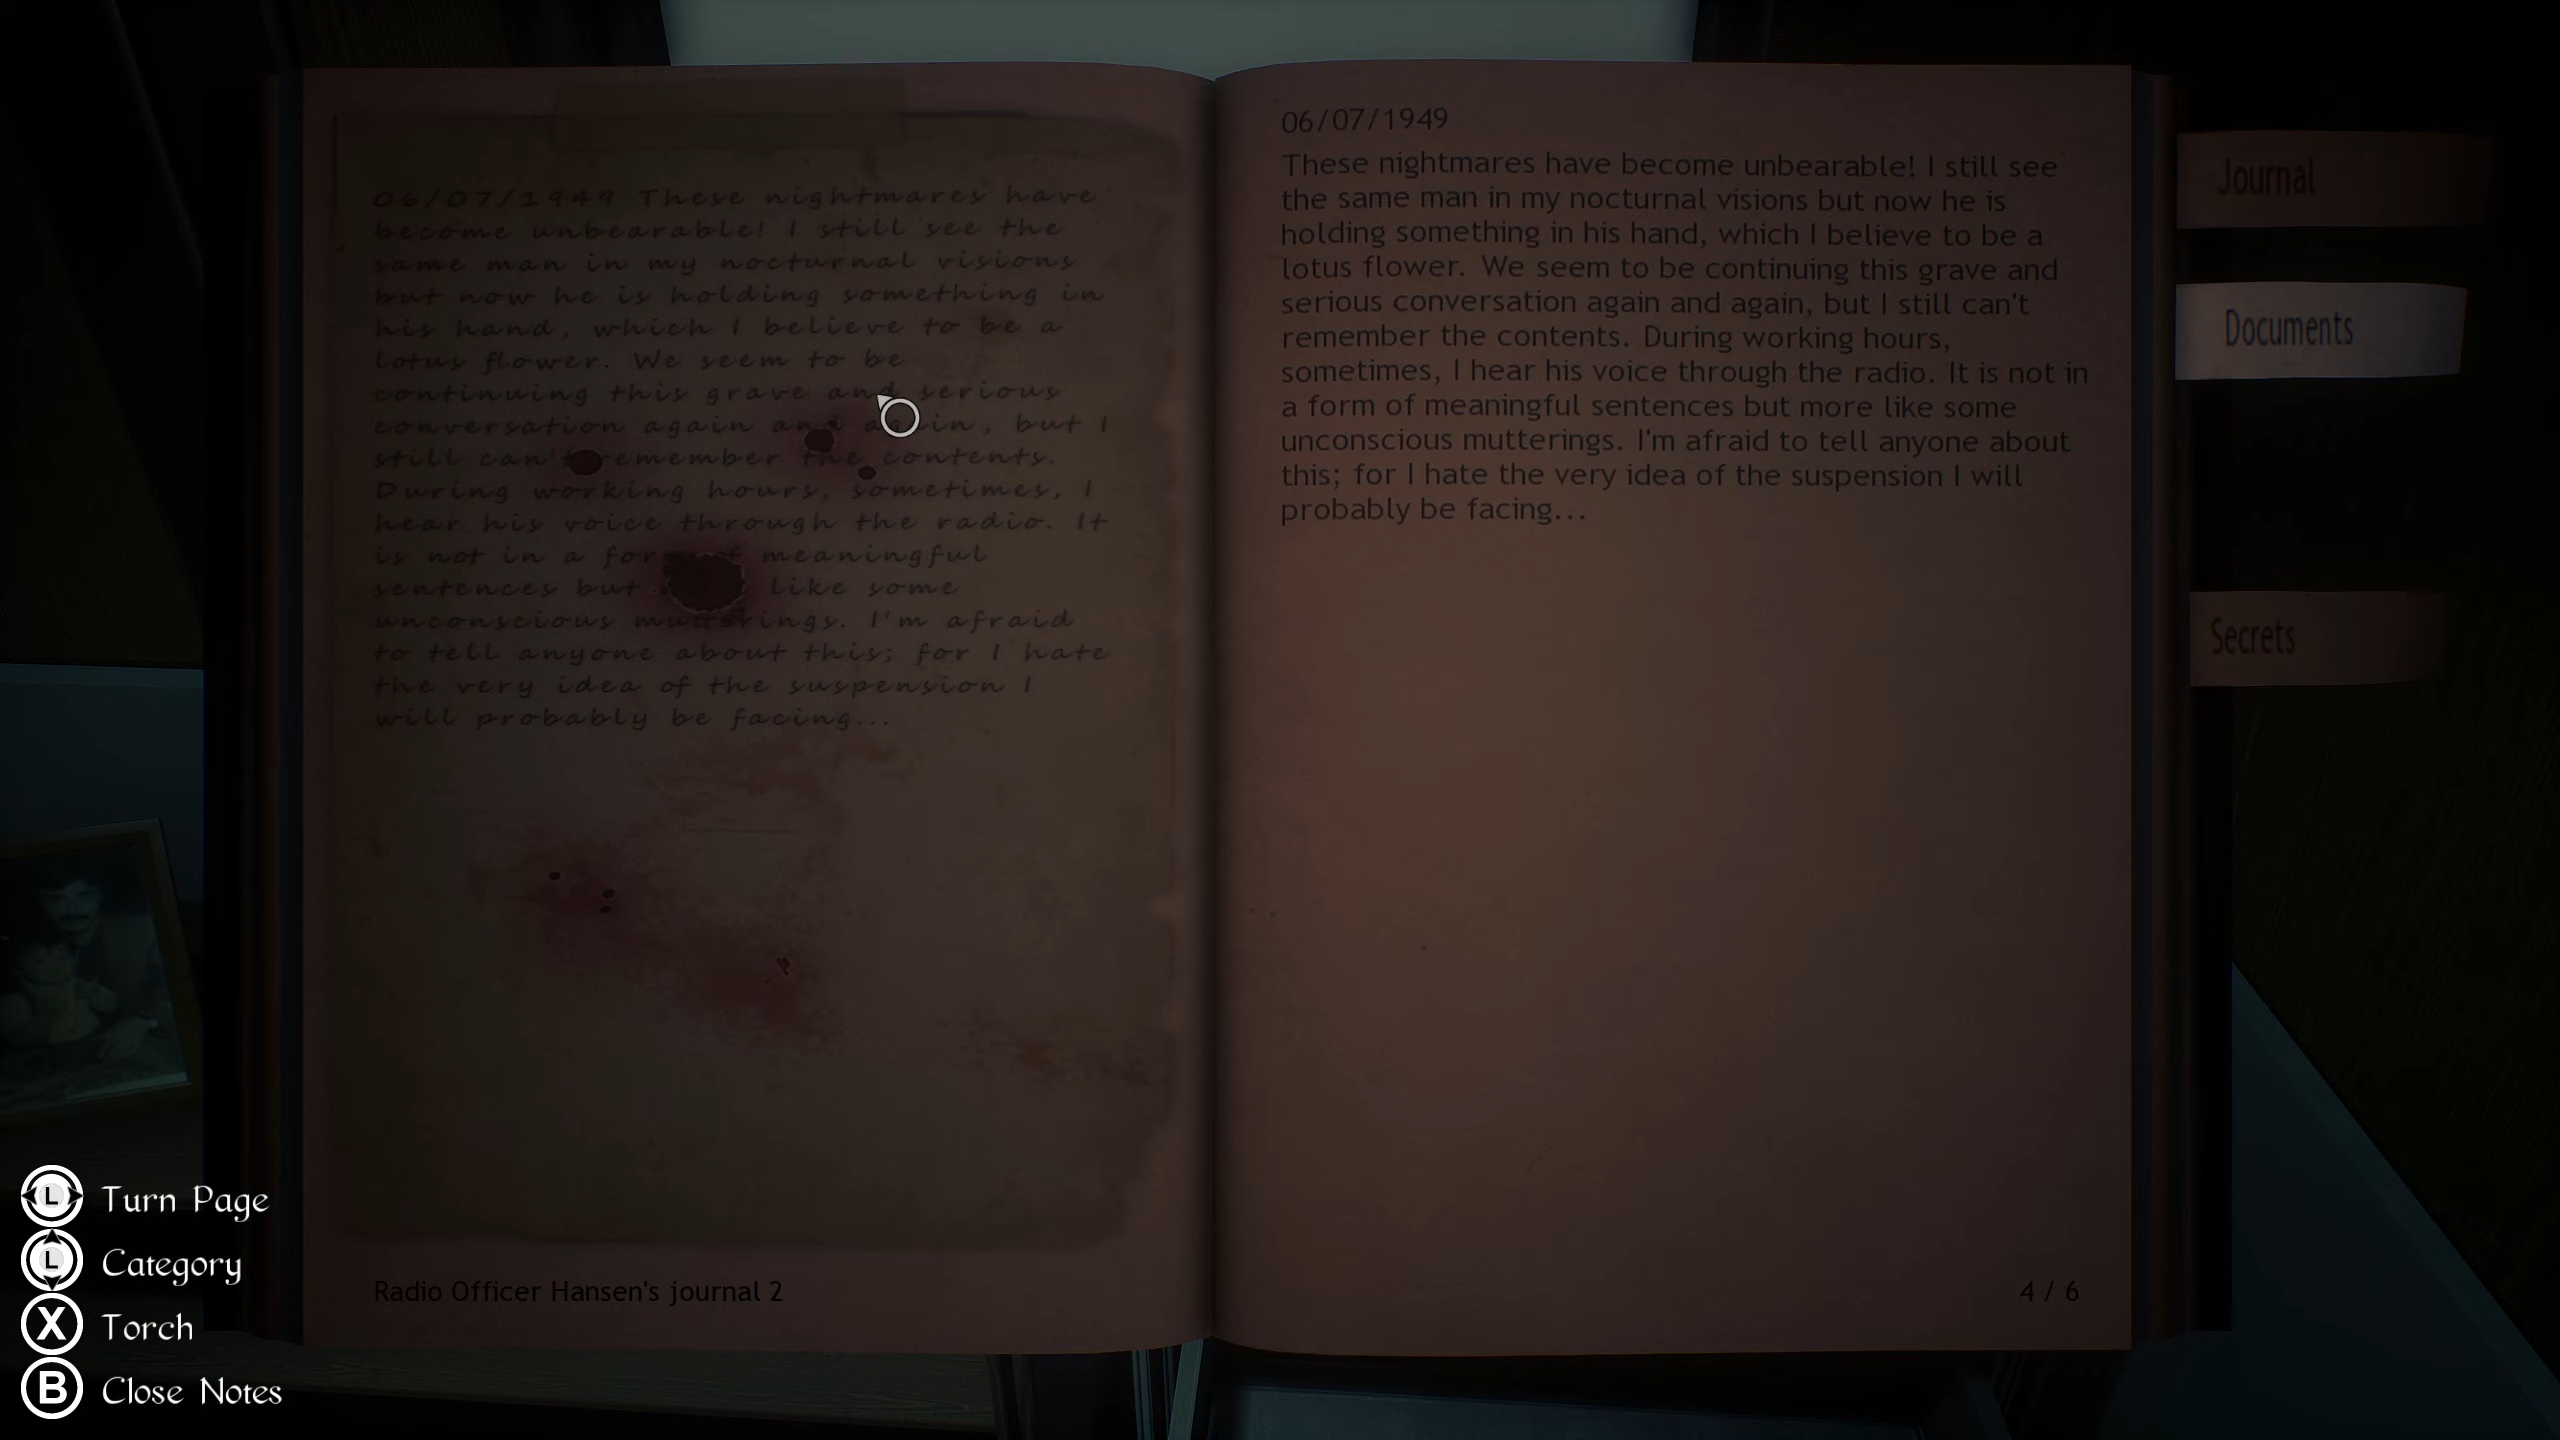 06/07/1949 These nightmares have
become unbearable! I still see the
same man in my nocturnal visions
but now he is holding something in
his hand, which I believe to be a
lotus flower. We seem to be
continuing this grave and serious
conversation again and again, but I
still can't remember the contents.
During working hours, sometimes, I
hear his voice through the radio. It
is not in a form of meaningful
sentences but like some
unconscious mutterings. I'm afraid
to tell anyone about this; for I hate
the very idea of the suspension I
will probably be facing...
Radio Officer Hansen's journal 2
06/07/1949
These nightmares have become unbearable! I still see
the same man in my nocturnal visions but now he is
holding something in his hand, which I believe to be a
lotus flower. We seem to be continuing this grave and
serious conversation again and again, but I still can't
remember the contents. During working hours,
sometimes, I hear his voice through the radio. It is not in
a form of meaningful sentences but more like some
unconscious mutterings. I'm afraid to tell anyone about
this; for I hate the very idea of the suspension I will
probably be facing...
4 / 6
Journal
Documents
Secrets
L Turn Page
L Category
X Torch
B Close Notes